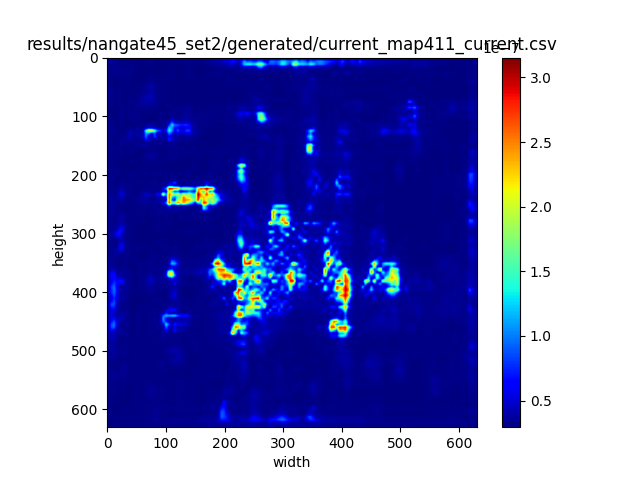 results/nangate45_set2/generated/current_map411_current.csv
1e−7
0
100
200
300
400
500
600
height
0 100 200 300 400 500 600
width
3.0
2.5
2.0
1.5
1.0
0.5